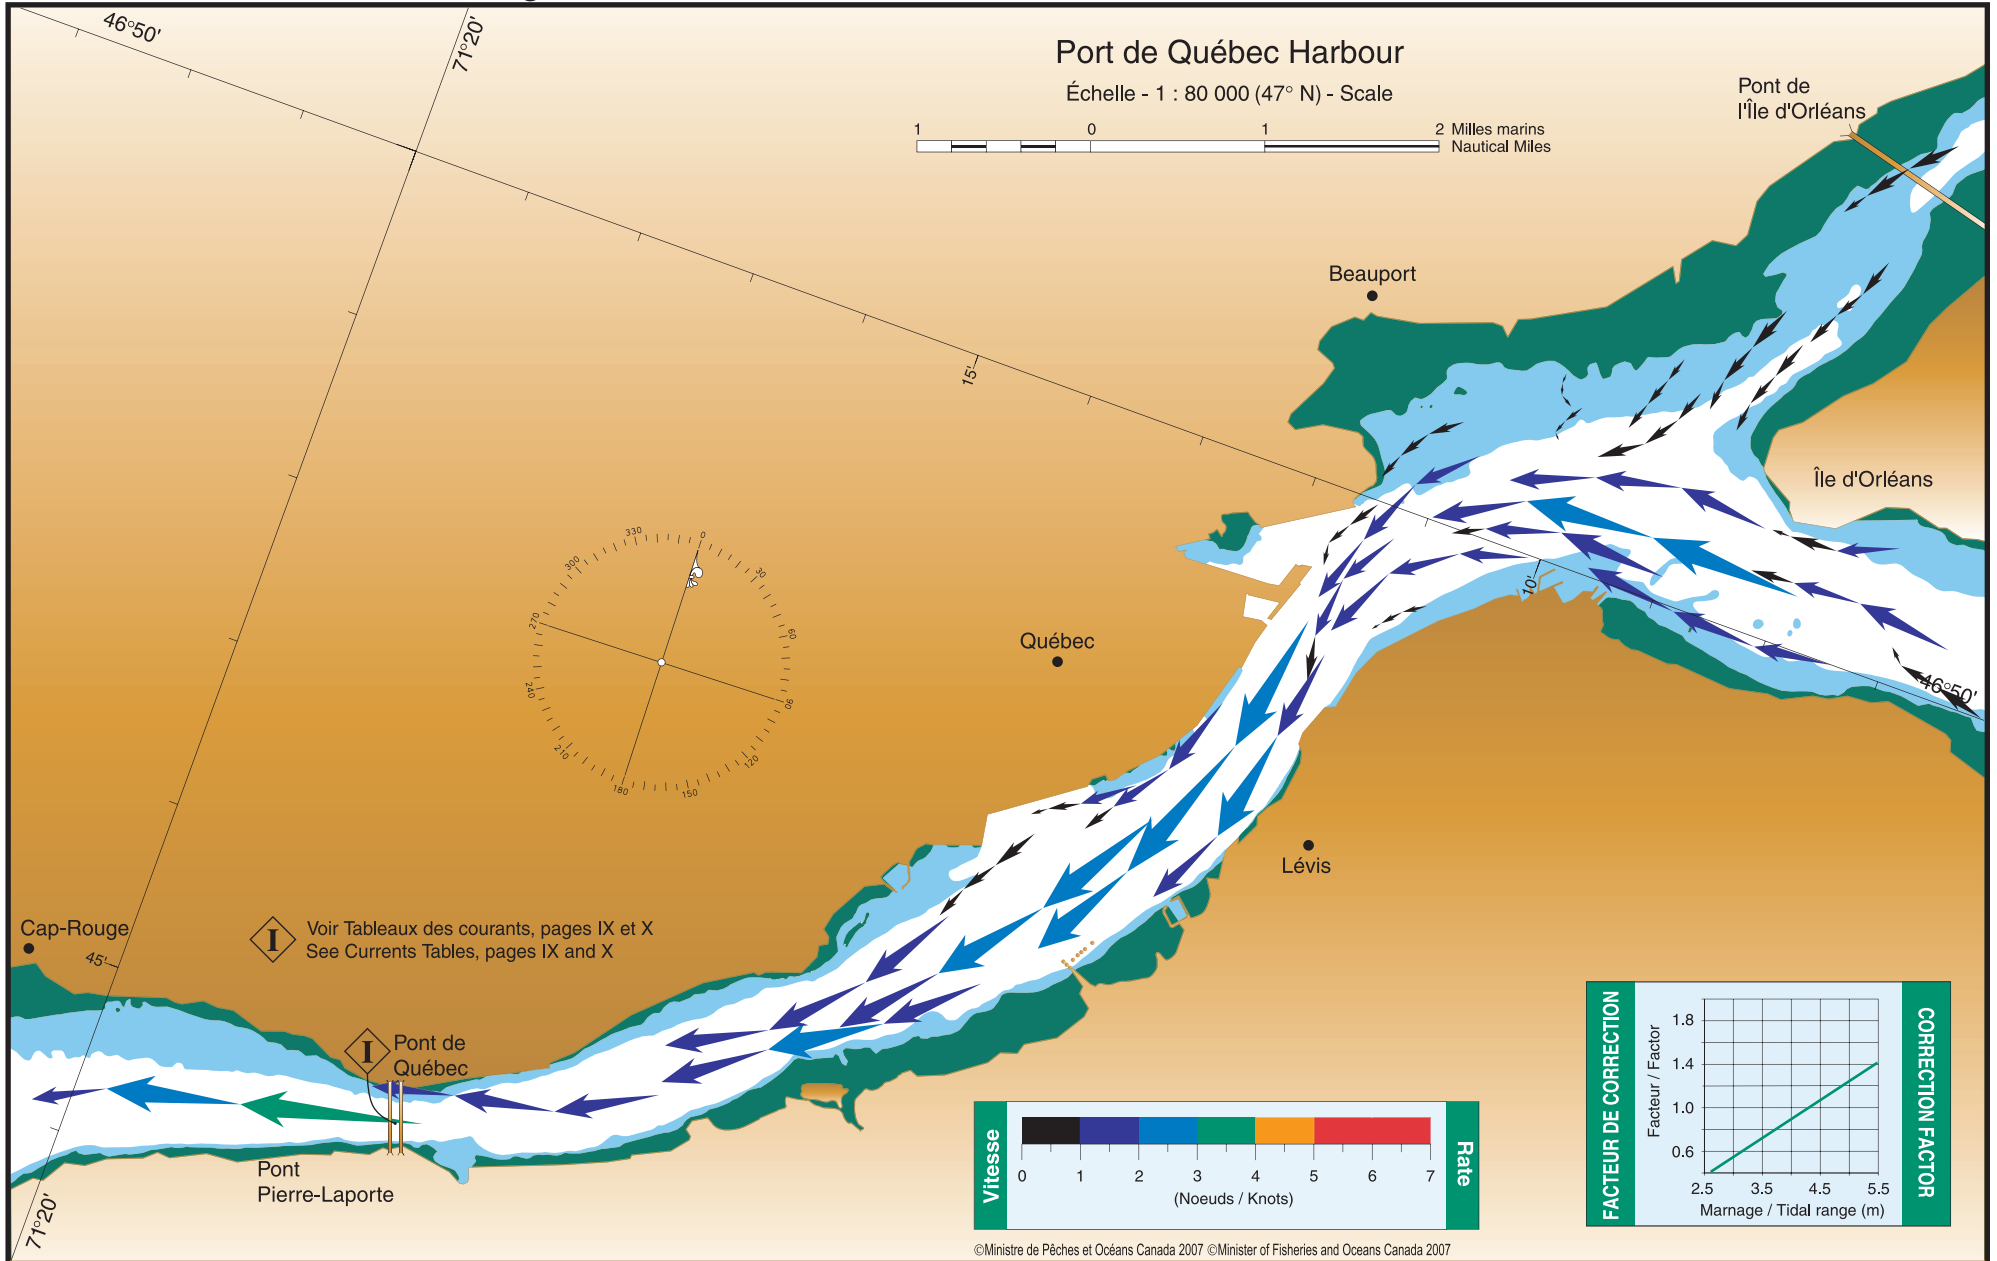 46°50'
71°20'
Port de Québec Harbour
Échelle - 1 : 80 000 (47° N) - Scale
1 0 1 2 Milles marins
Nautical Miles
Pont de
l'Île d'Orléans
Beauport
15'
Île d'Orléans
10'
46°50'
0
30
60
90
120
150
180
210
240
270
300
330
Québec
Lévis
Cap-Rouge
45'
I
Voir Tableaux des courants, pages IX et X
See Currents Tables, pages IX and X
I
Pont de
Québec
Pont
Pierre-Laporte
71°20'
Vitesse
0 1 2 3 4 5 6 7
(Noeuds / Knots)
Rate
FACTEUR DE CORRECTION
Facteur / Factor
1.8
1.4
1.0
0.6
2.5 3.5 4.5 5.5
Marnage / Tidal range (m)
CORRECTION FACTOR
©Ministre de Pêches et Océans Canada 2007 ©Minister of Fisheries and Oceans Canada 2007